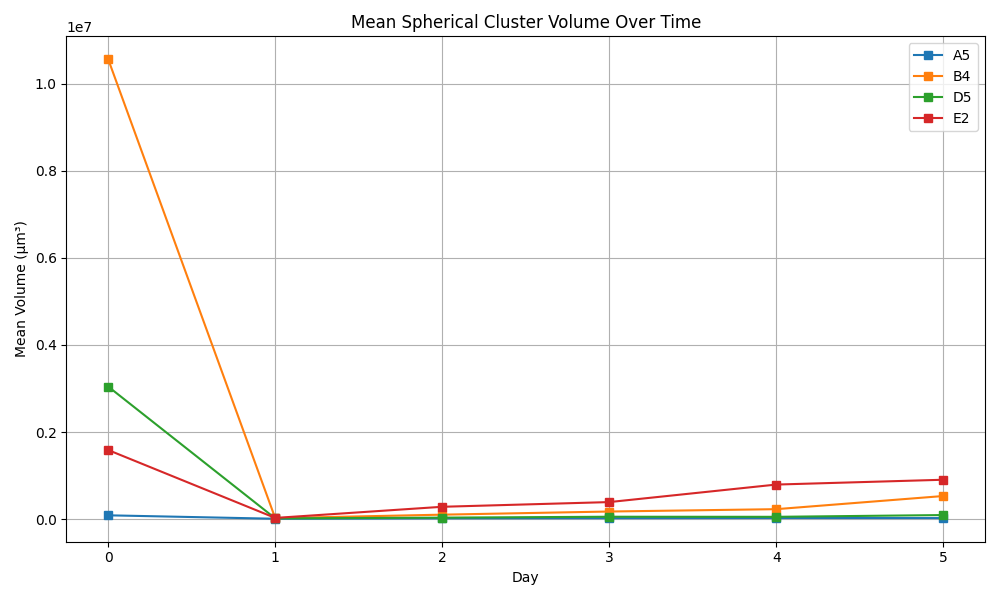 Mean Spherical Cluster Volume Over Time
1e7
1.0
0.8
0.6
0.4
0.2
0.0
Mean Volume (µm³)
0 1 2 3 4 5
Day
A5
B4
D5
E2